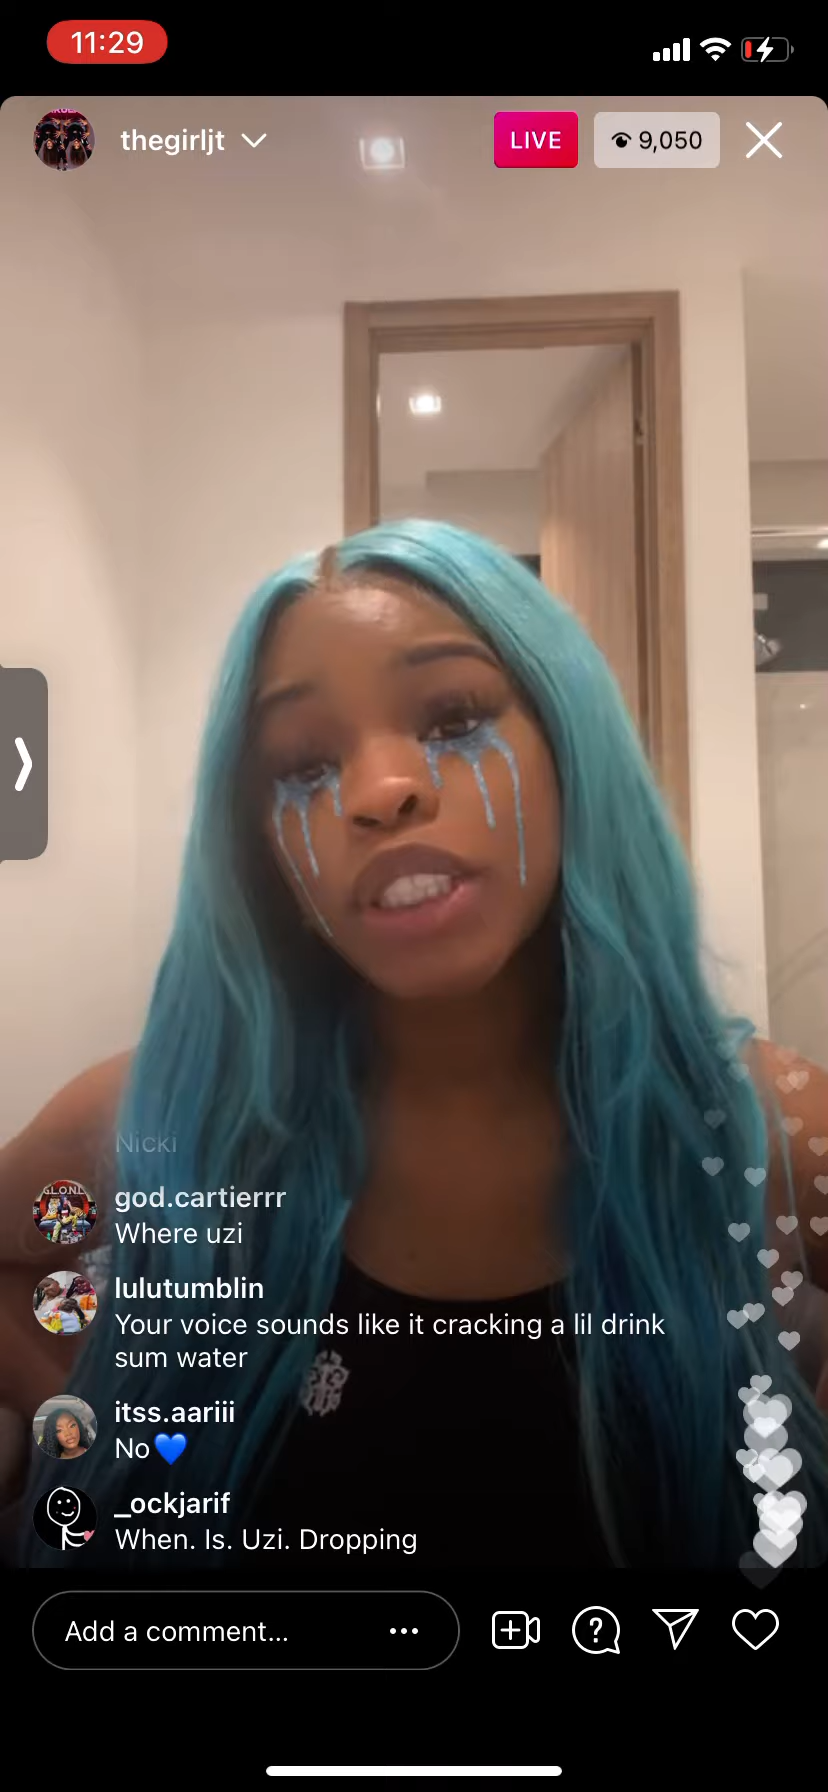 11:29
thegirljt
LIVE
9,050
Nicki
god.cartierrr
Where uzi
lulutumblin
Your voice sounds like it cracking a lil drink
sum water
itss.aariii
No💙
_ockjarif
When. Is. Uzi. Dropping
Add a comment...